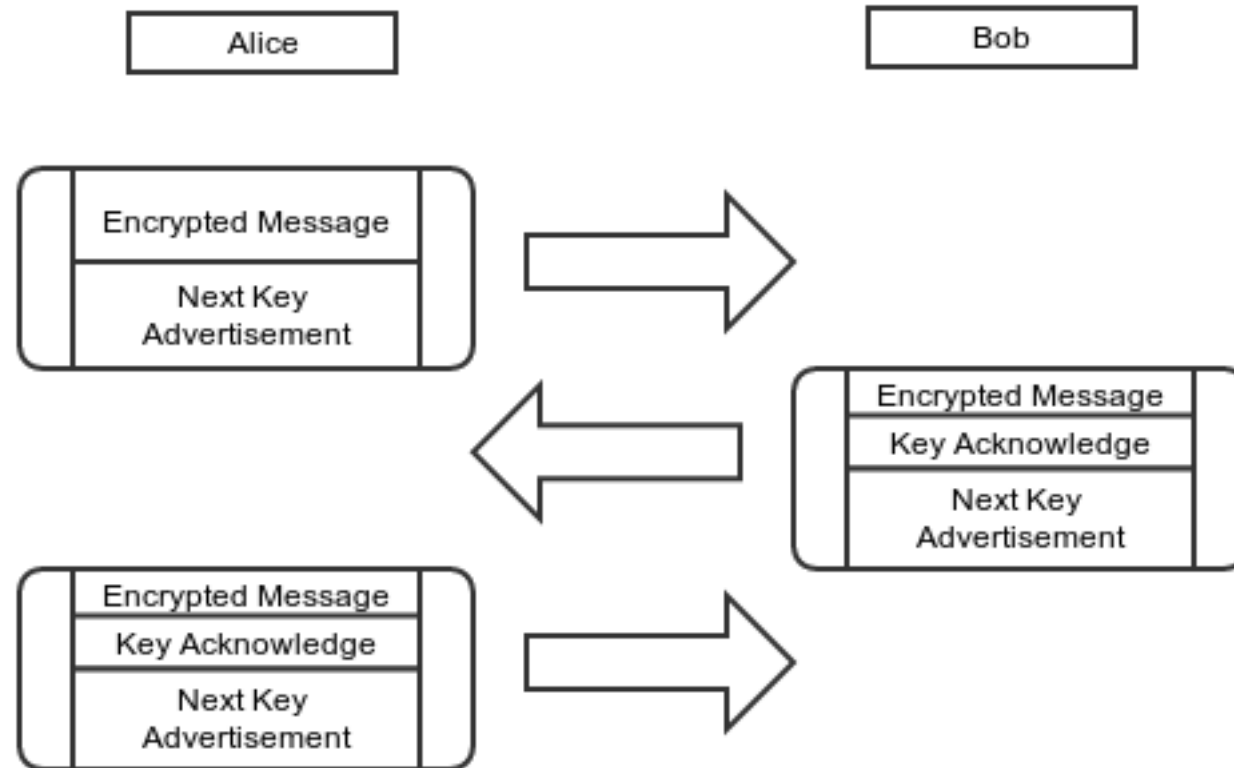 Alice
Bob
Encrypted Message
Next Key
Advertisement
Encrypted Message
Key Acknowledge
Next Key
Advertisement
Encrypted Message
Key Acknowledge
Next Key
Advertisement